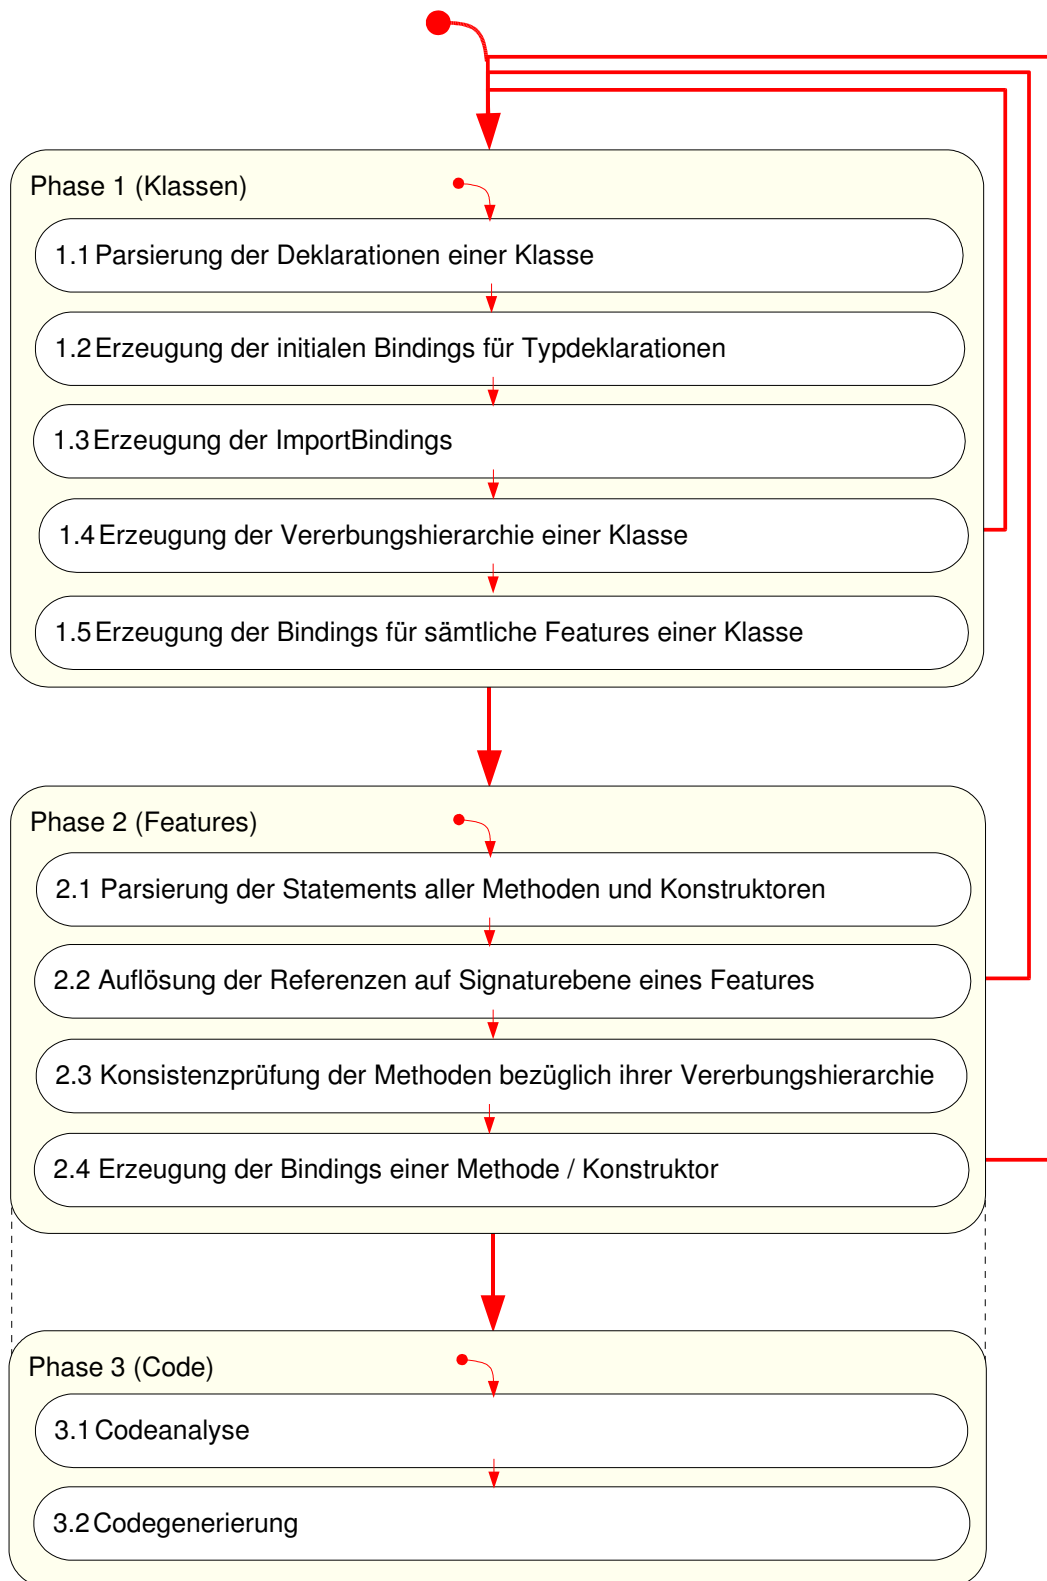 Phase 1 (Klassen)
1.1 Parsierung der Deklarationen einer Klasse
1.2 Erzeugung der initialen Bindings für Typdeklarationen
1.3 Erzeugung der ImportBindings
1.4 Erzeugung der Vererbungshierarchie einer Klasse
1.5 Erzeugung der Bindings für sämtliche Features einer Klasse
Phase 2 (Features)
2.1 Parsierung der Statements aller Methoden und Konstruktoren
2.2 Auflösung der Referenzen auf Signaturebene eines Features
2.3 Konsistenzprüfung der Methoden bezüglich ihrer Vererbungshierarchie
2.4 Erzeugung der Bindings einer Methode / Konstruktor
Phase 3 (Code)
3.1 Codeanalyse
3.2 Codegenerierung